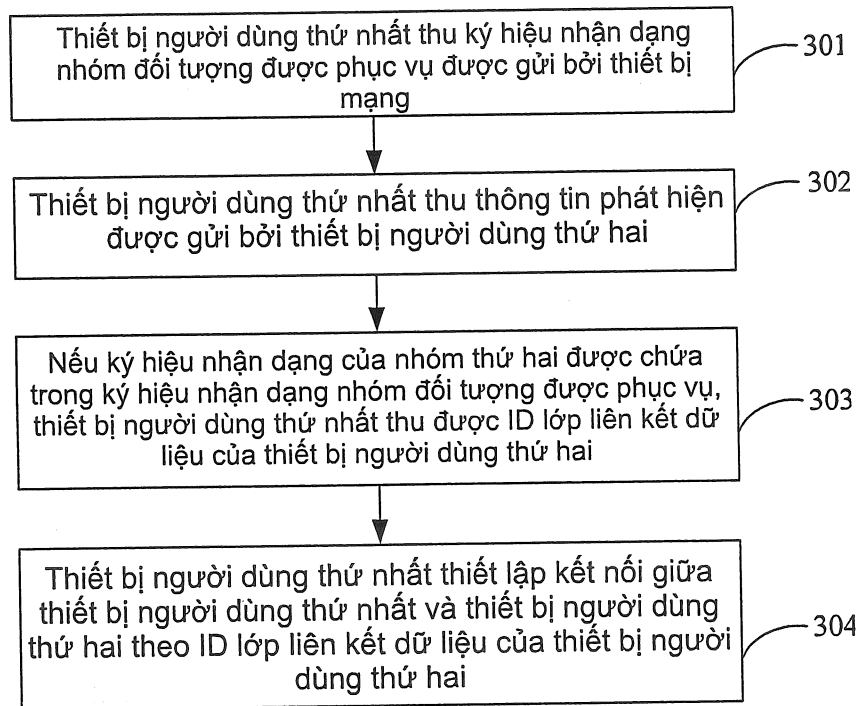 Thiết bị người dùng thứ nhất thu ký hiệu nhận dạng
nhóm đối tượng được phục vụ được gửi bởi thiết bị
mạng
301
Thiết bị người dùng thứ nhất thu thông tin phát hiện
được gửi bởi thiết bị người dùng thứ hai
302
Nếu ký hiệu nhận dạng của nhóm thứ hai được chứa
trong ký hiệu nhận dạng nhóm đối tượng được phục vụ,
thiết bị người dùng thứ nhất thu được ID lớp liên kết dữ
liệu của thiết bị người dùng thứ hai
303
Thiết bị người dùng thứ nhất thiết lập kết nối giữa
thiết bị người dùng thứ nhất và thiết bị người dùng
thứ hai theo ID lớp liên kết dữ liệu của thiết bị người
dùng thứ hai
304